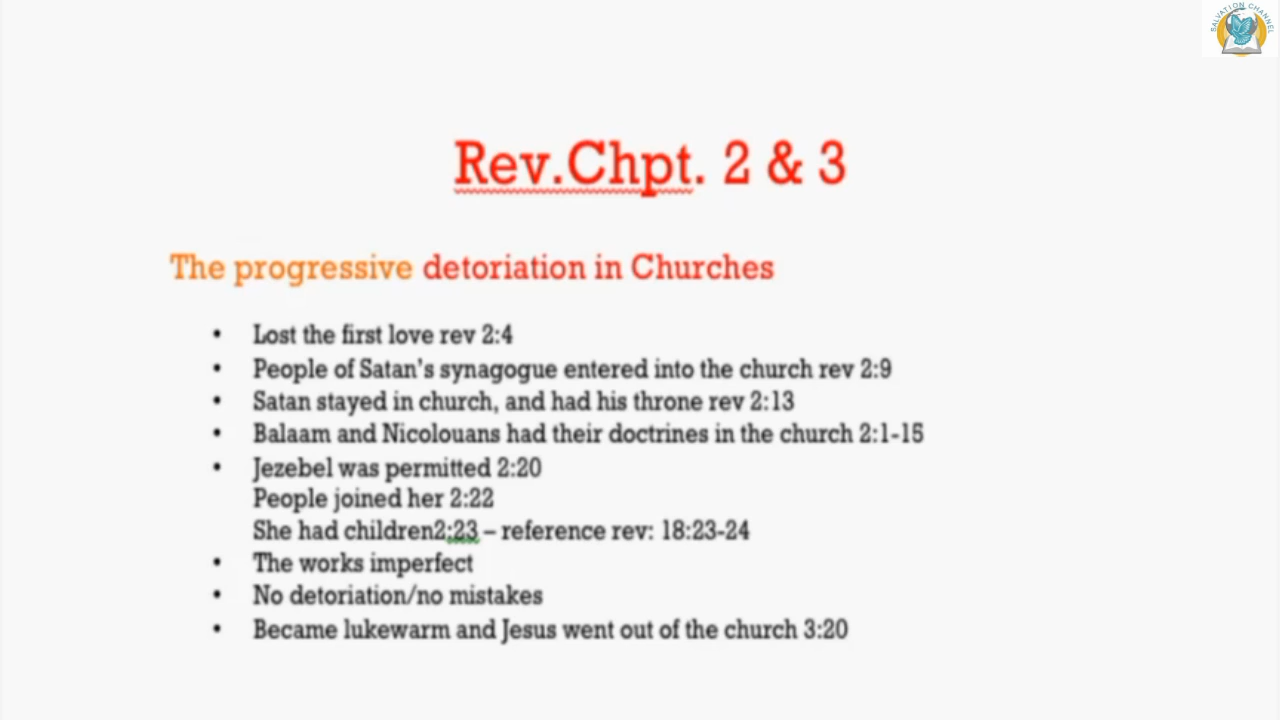 SALVATION CHANNEL
Rev.Chpt. 2 & 3
The progressive detoriation in Churches
• Lost the first love rev 2:4
• People of Satan's synagogue entered into the church rev 2:9
• Satan stayed in church, and had his throne rev 2:13
• Balaam and Nicolouans had their doctrines in the church 2:1-15
• Jezebel was permitted 2:20
People joined her 2:22
She had children2:23 – reference rev: 18:23-24
• The works imperfect
• No detoriation/no mistakes
• Became lukewarm and Jesus went out of the church 3:20